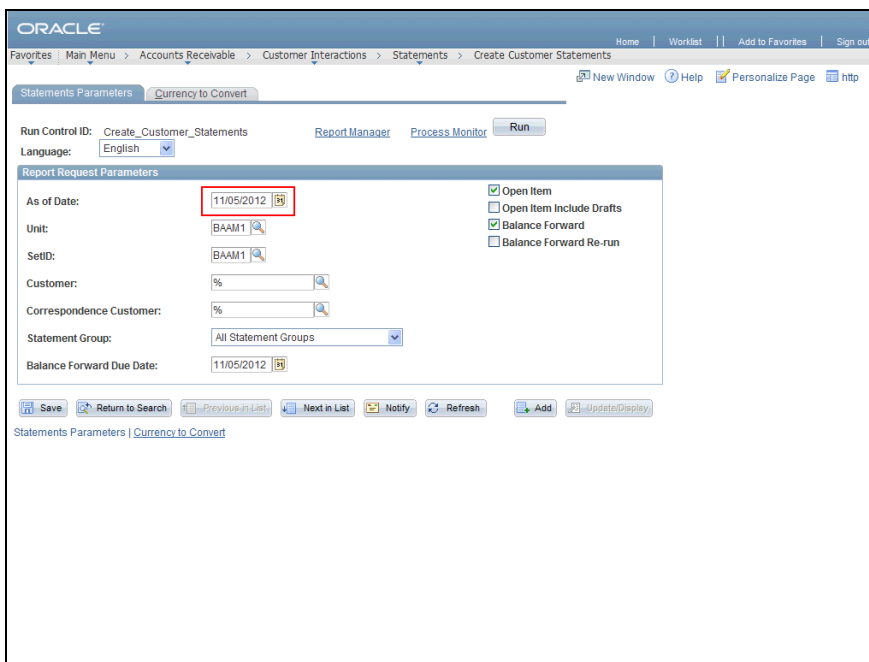 ORACLE
Home | Worklist || Add to Favorites | Sign out
Favorites | Main Menu > Accounts Receivable > Customer Interactions > Statements > Create Customer Statements
New Window Help Personalize Page http
Statements Parameters Currency to Convert
Run Control ID: Create_Customer_Statements Report Manager Process Monitor Run
Language: English
Report Request Parameters
As of Date: 11/05/2012 31 Open Item
Open Item Include Drafts
Unit: BAAM1 Balance Forward
Balance Forward Re-run
SetID: BAAM1
Customer: %
Correspondence Customer: %
Statement Group: All Statement Groups
Balance Forward Due Date: 11/05/2012 31
Save Return to Search Previous in List Next in List Notify Refresh Add Update/Display
Statements Parameters | Currency to Convert